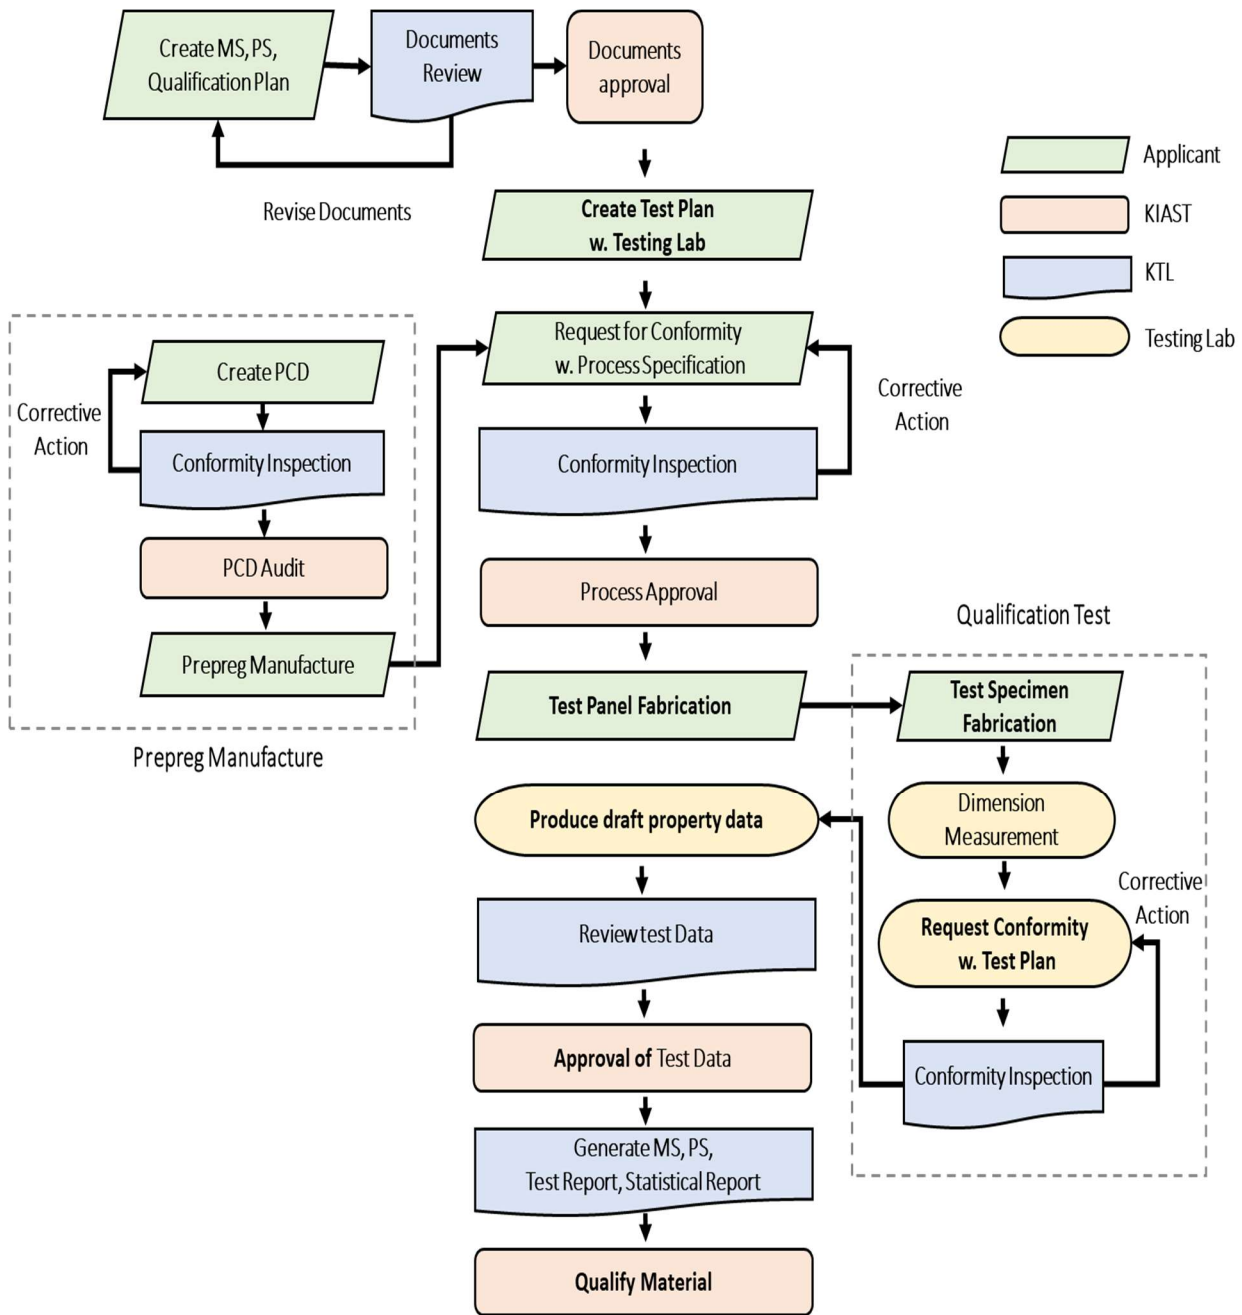 Create MS, PS,
Qualification Plan
Documents
Review
Documents
approval
Revise Documents
Applicant
KIAST
KTL
Testing Lab
Create Test Plan
w. Testing Lab
Request for Conformity
w. Process Specification
Corrective
Action
Conformity Inspection
Process Approval
Create PCD
Corrective
Action
Conformity Inspection
PCD Audit
Prepreg Manufacture
Prepreg Manufacture
Test Panel Fabrication
Qualification Test
Test Specimen
Fabrication
Dimension
Measurement
Corrective
Action
Request Conformity
w. Test Plan
Conformity Inspection
Produce draft property data
Review test Data
Approval of Test Data
Generate MS, PS,
Test Report, Statistical Report
Qualify Material